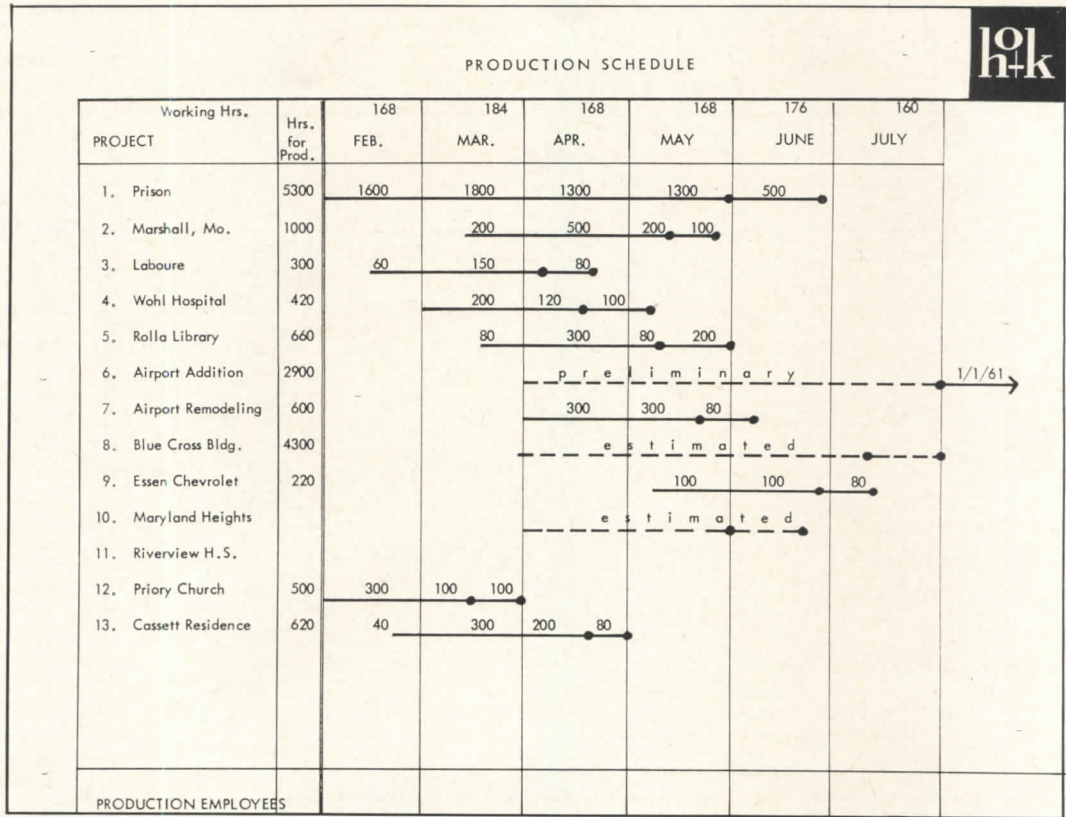 ho+k
PRODUCTION SCHEDULE
Working Hrs. 168 184 168 168 176 160
PROJECT Hrs. for Prod. FEB. MAR. APR. MAY JUNE JULY
1. Prison 5300 1600 1800 1300 1300 500
2. Marshall, Mo. 1000 200 500 200 100
3. Laboure 300 60 150 80
4. Wohl Hospital 420 200 120 100
5. Rolla Library 660 80 300 80 200
6. Airport Addition 2900 preliminary 1/1/61
7. Airport Remodeling 600 300 300 80
8. Blue Cross Bldg. 4300 estimated
9. Essen Chevrolet 220 100 100 80
10. Maryland Heights estimated
11. Riverview H.S.
12. Priory Church 500 300 100 100
13. Cassett Residence 620 40 300 200 80
PRODUCTION EMPLOYEES